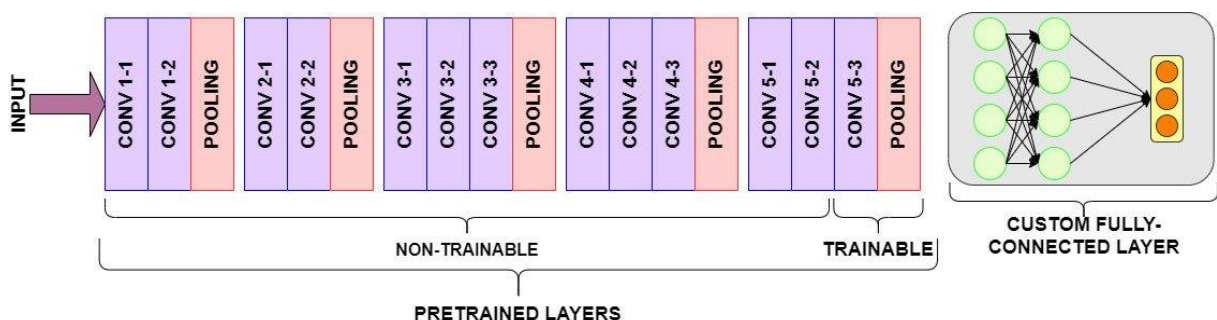 INPUT
CONV 1-1
CONV 1-2
POOLING
CONV 2-1
CONV 2-2
POOLING
CONV 3-1
CONV 3-2
CONV 3-3
POOLING
CONV 4-1
CONV 4-2
CONV 4-3
POOLING
CONV 5-1
CONV 5-2
CONV 5-3
POOLING
NON-TRAINABLE
TRAINABLE
CUSTOM FULLY-
CONNECTED LAYER
PRETRAINED LAYERS